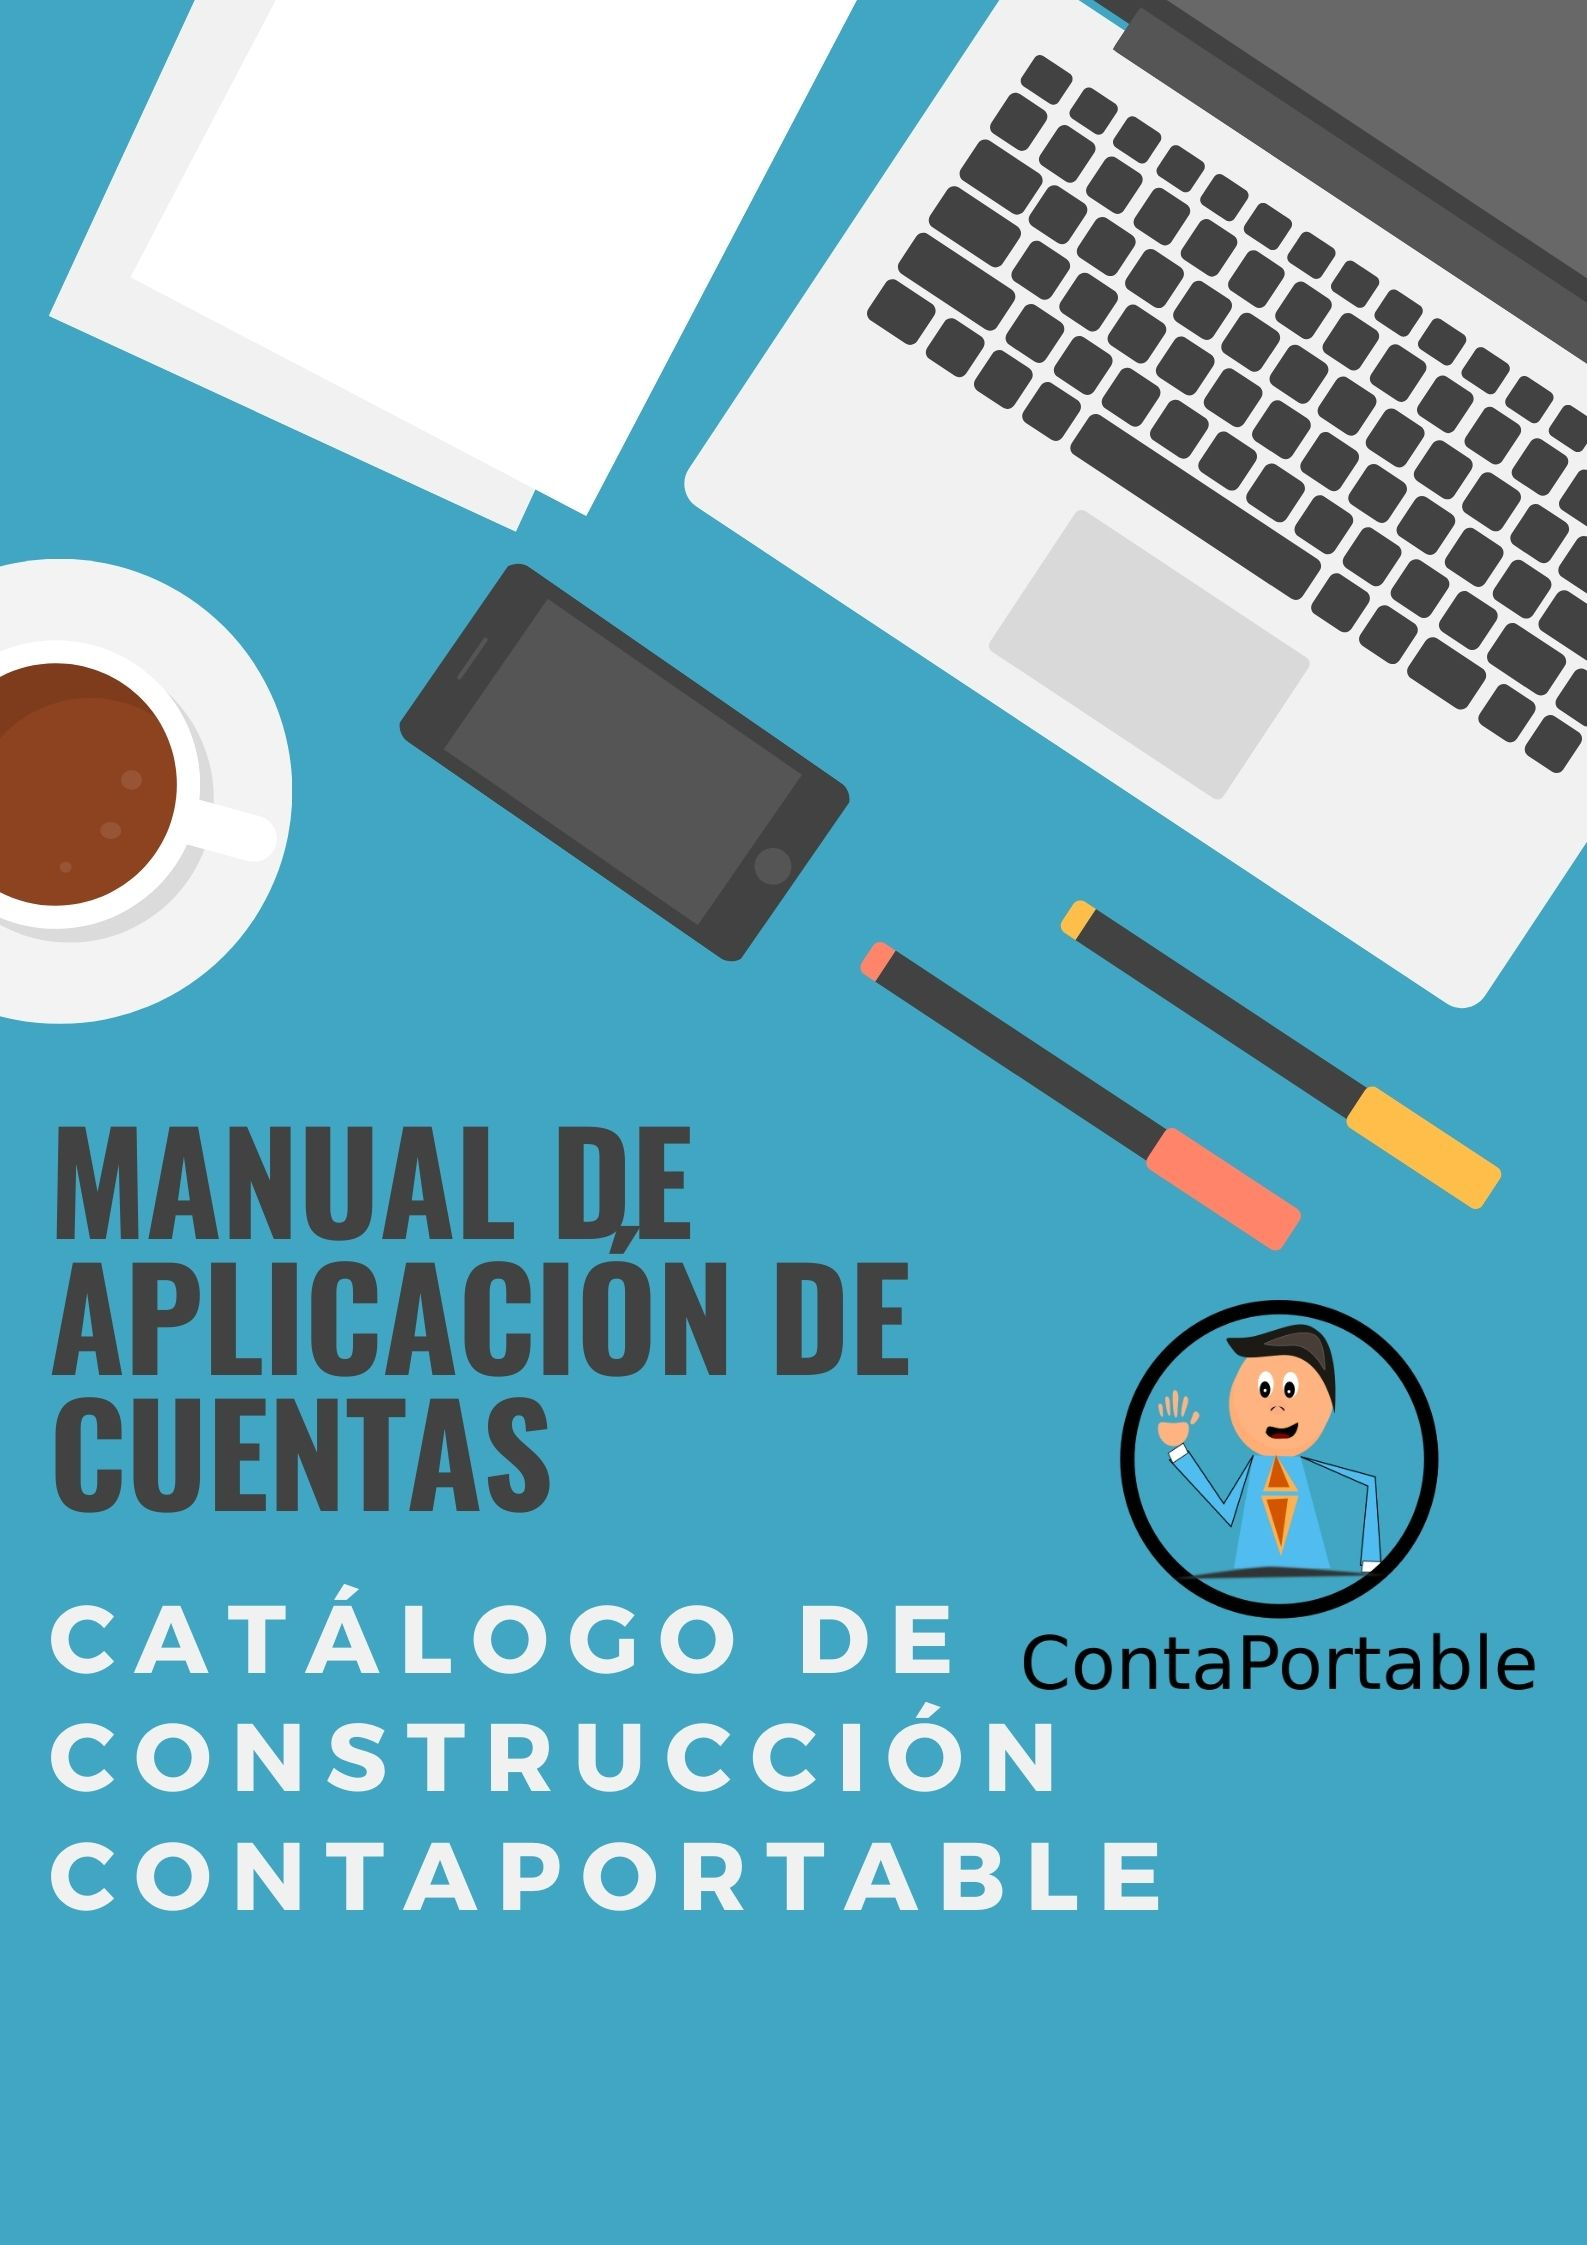 MANUAL DE
APLICACIÓN DE
CUENTAS
CATÁLOGO DE
CONSTRUCCIÓN
CONTAPORTABLE
ContaPortable